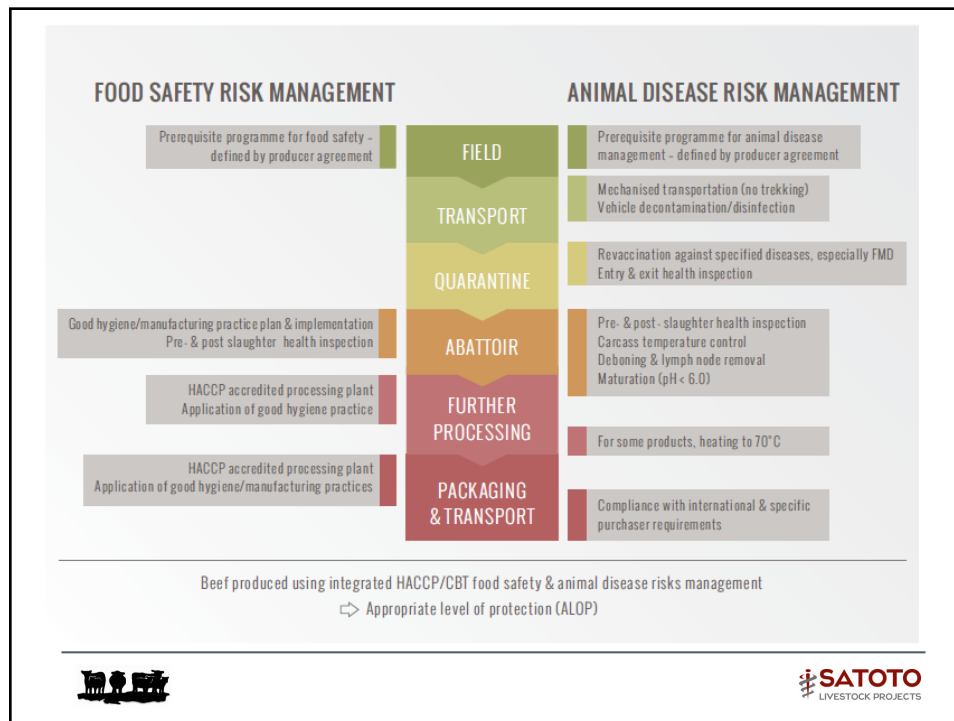 FOOD SAFETY RISK MANAGEMENT
ANIMAL DISEASE RISK MANAGEMENT
Prerequisite programme for food safety –
defined by producer agreement
FIELD
Prerequisite programme for animal disease
management – defined by producer agreement
TRANSPORT
Mechanised transportation (no trekking)
Vehicle decontamination/disinfection
QUARANTINE
Revaccination against specified diseases, especially FMD
Entry & exit health inspection
Good hygiene/manufacturing practice plan & implementation
Pre- & post slaughter health inspection
ABATTOIR
Pre- & post- slaughter health inspection
Carcass temperature control
Deboning & lymph node removal
Maturation (pH < 6.0)
HACCP accredited processing plant
Application of good hygiene practice
FURTHER
PROCESSING
For some products, heating to 70°C
HACCP accredited processing plant
Application of good hygiene/manufacturing practices
PACKAGING
& TRANSPORT
Compliance with international & specific
purchaser requirements
Beef produced using integrated HACCP/CBT food safety & animal disease risks management
Appropriate level of protection (ALOP)
SATOTO
LIVESTOCK PROJECTS